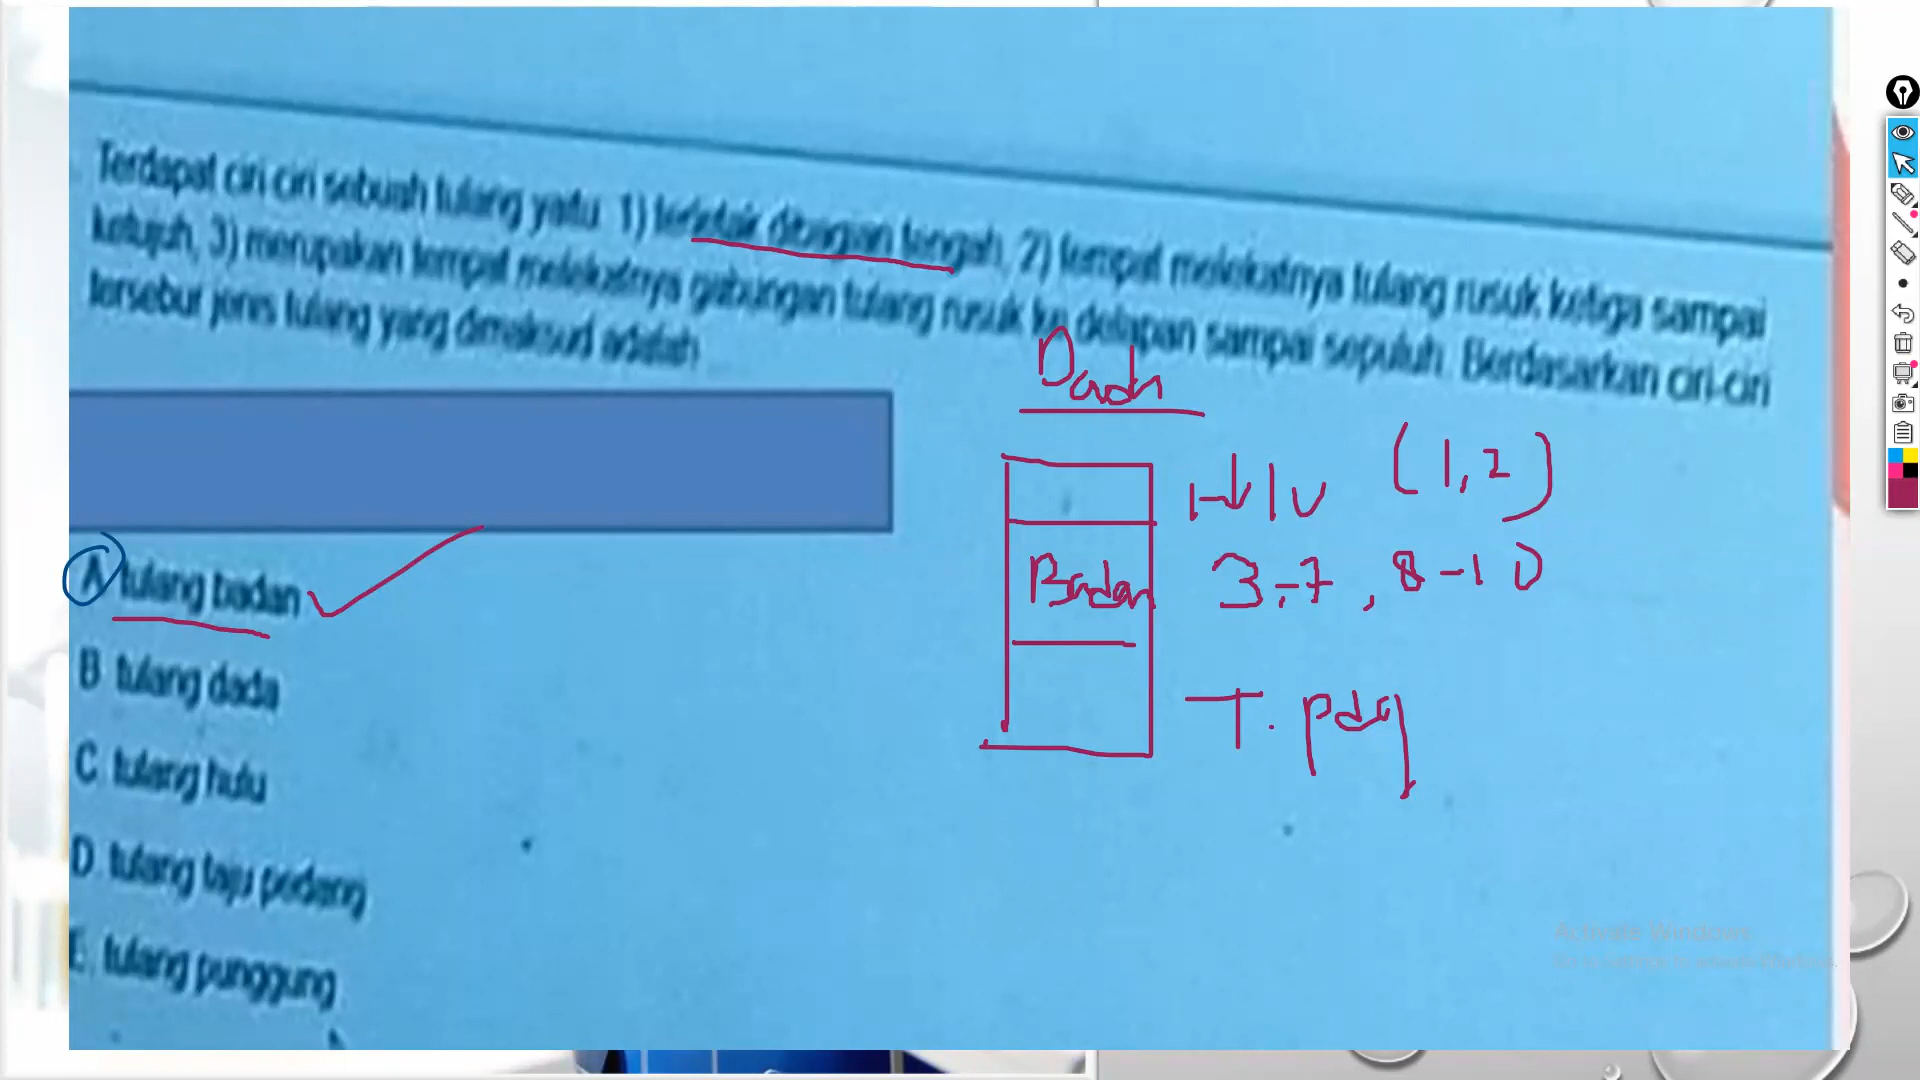 Terdapat ciri ciri sebuah tulang yaitu 1) terletak dibagian tengah, 2) tempat melekatnya tulang rusuk ketiga sampai
ketujuh, 3) merupakan tempat melekatnya gabungan tulang rusuk ke delapan sampai sepuluh. Berdasarkan ciri-ciri
tersebut jenis tulang yang dimaksud adalah
A tulang badan
B tulang dada
C. tulang hulu
D. tulang taju pedang
E. tulang punggung
(1,2)
Badan 3-7, 8-10
Activate Windows